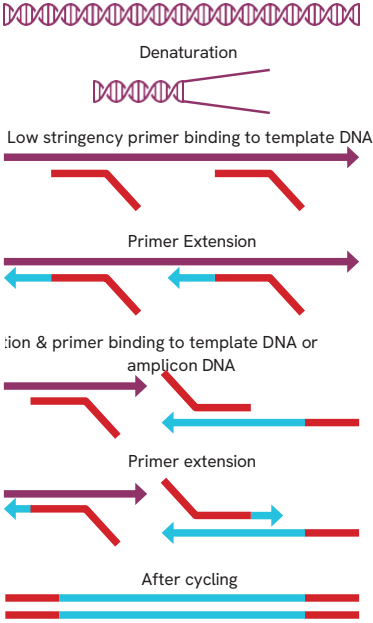 Denaturation
Low stringency primer binding to template DNA
Primer Extension
tion & primer binding to template DNA or
amplicon DNA
Primer extension
After cycling